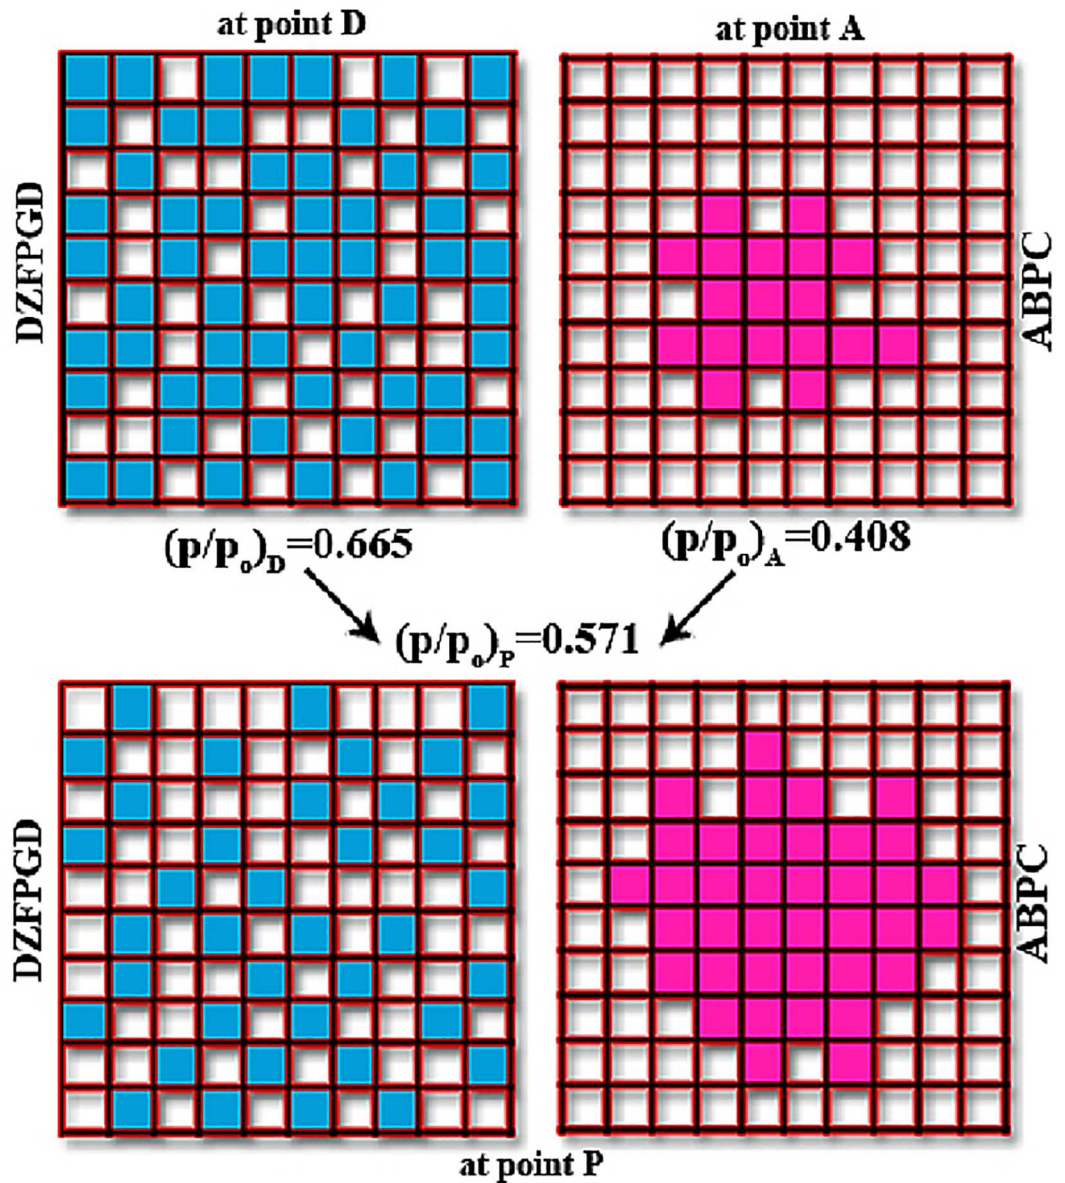 at point D
at point A
DZFPGD
ABPC
(p/po)D=0.665
(p/po)A=0.408
(p/po)P=0.571
DZFPGD
ABPC
at point P